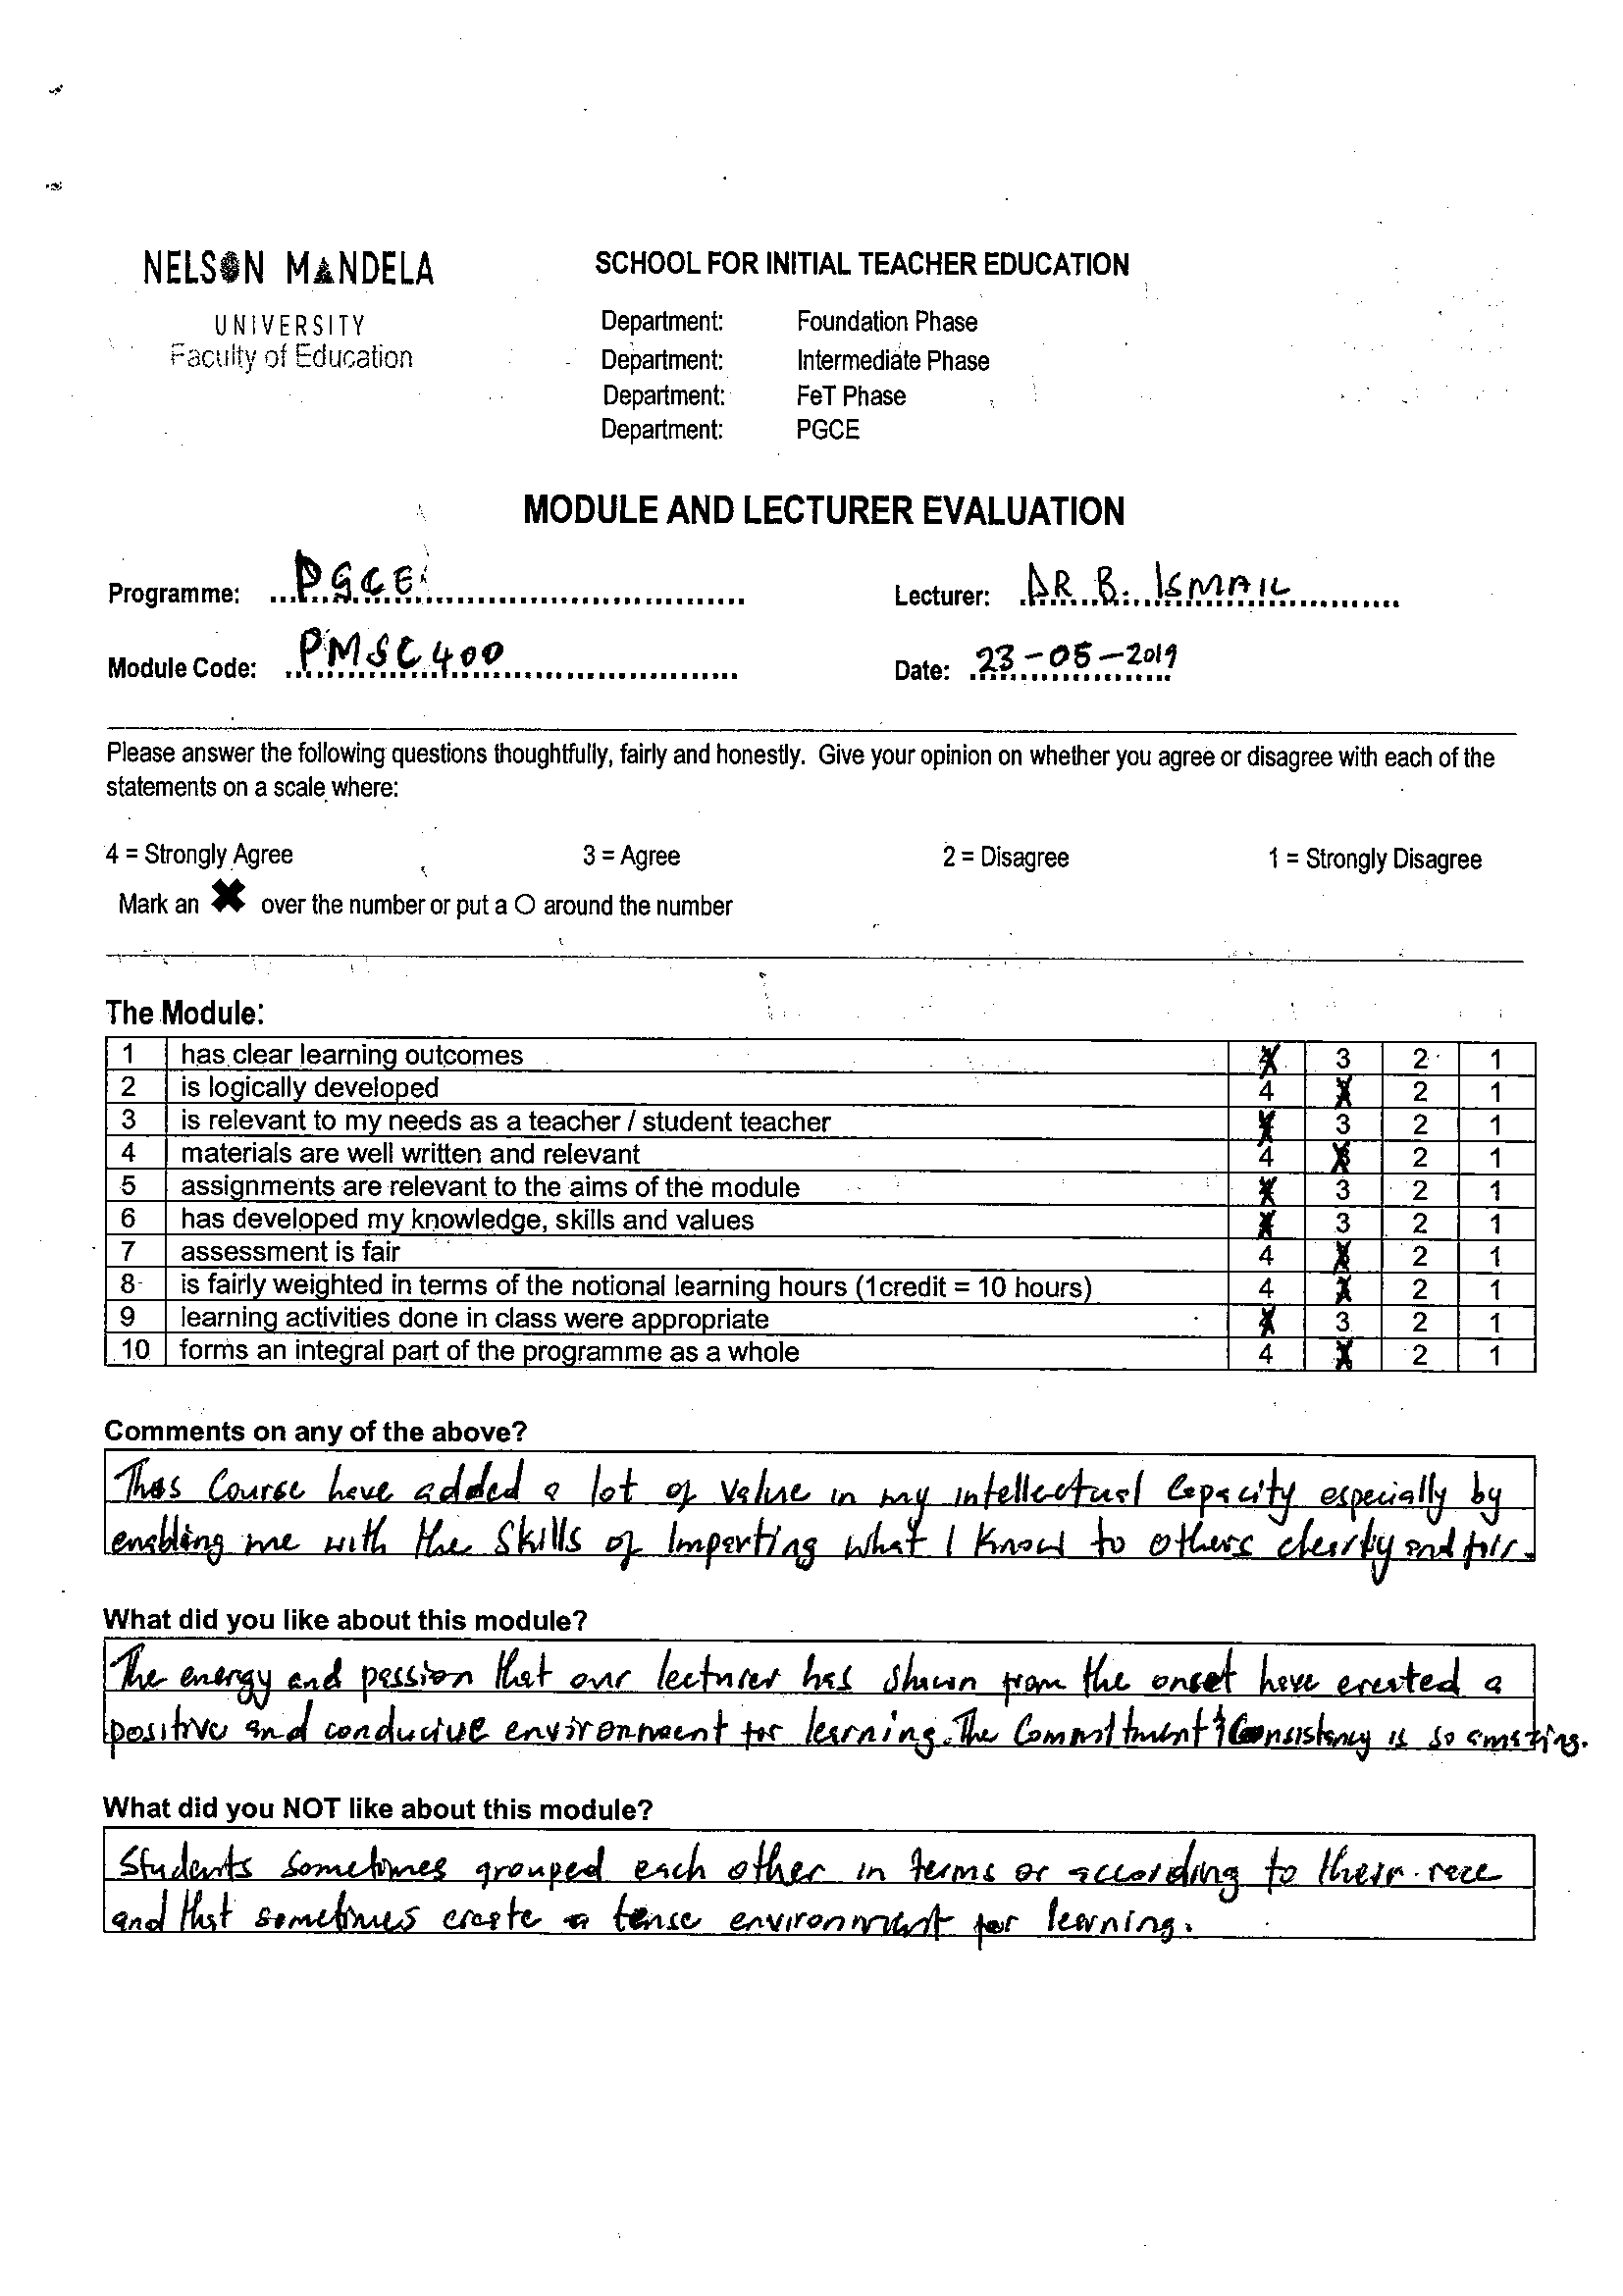 NELSON MANDELA
UNIVERSITY
Faculty of Education
SCHOOL FOR INITIAL TEACHER EDUCATION
Department: Foundation Phase
Department: Intermediate Phase
Department: FeT Phase
Department: PGCE
MODULE AND LECTURER EVALUATION
Programme: PGCE Lecturer: DR B. ISMAIL
Module Code: PMSC400 Date: 23-05-2019
Please answer the following questions thoughtfully, fairly and honestly. Give your opinion on whether you agree or disagree with each of the
statements on a scale where:
4 = Strongly Agree 3 = Agree 2 = Disagree 1 = Strongly Disagree
Mark an ✖ over the number or put a O around the number
The Module:
1 has clear learning outcomes 4 3 2 1
2 is logically developed 4 3 2 1
3 is relevant to my needs as a teacher / student teacher 4 3 2 1
4 materials are well written and relevant 4 3 2 1
5 assignments are relevant to the aims of the module 4 3 2 1
6 has developed my knowledge, skills and values 4 3 2 1
7 assessment is fair 4 3 2 1
8 is fairly weighted in terms of the notional learning hours (1credit = 10 hours) 4 3 2 1
9 learning activities done in class were appropriate 4 3 2 1
10 forms an integral part of the programme as a whole 4 3 2 1
Comments on any of the above?
This Course have added a lot of value in my intellectual Capacity especially by
enabling me with the Skills of Imparting what I know to others clearly and fair.
What did you like about this module?
The energy and passion that our lecturer has shown from the onset have created a
positive and conducive environment for learning. The Commitment & Consistency is so amazing.
What did you NOT like about this module?
Students sometimes grouped each other in terms or according to their race
and that sometimes create a tense environment for learning.